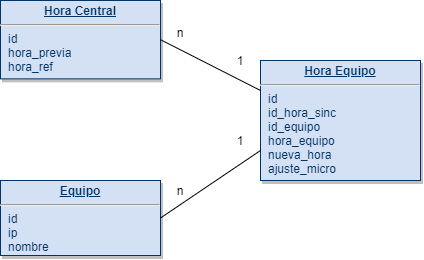 Hora Central
id
hora_previa
hora_ref
n
1
Hora Equipo
id
id_hora_sinc
id_equipo
hora_equipo
nueva_hora
ajuste_micro
1
n
Equipo
id
ip
nombre